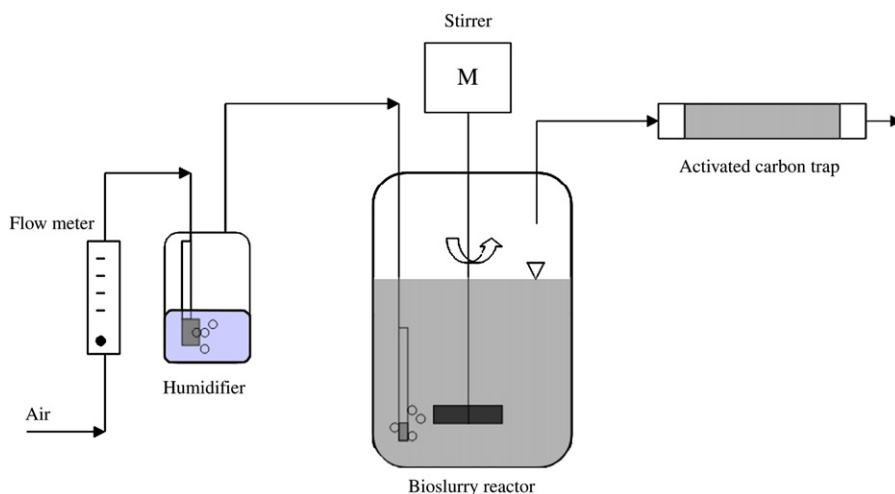 Stirrer
M
Activated carbon trap
Flow meter
Humidifier
Air
Bioslurry reactor